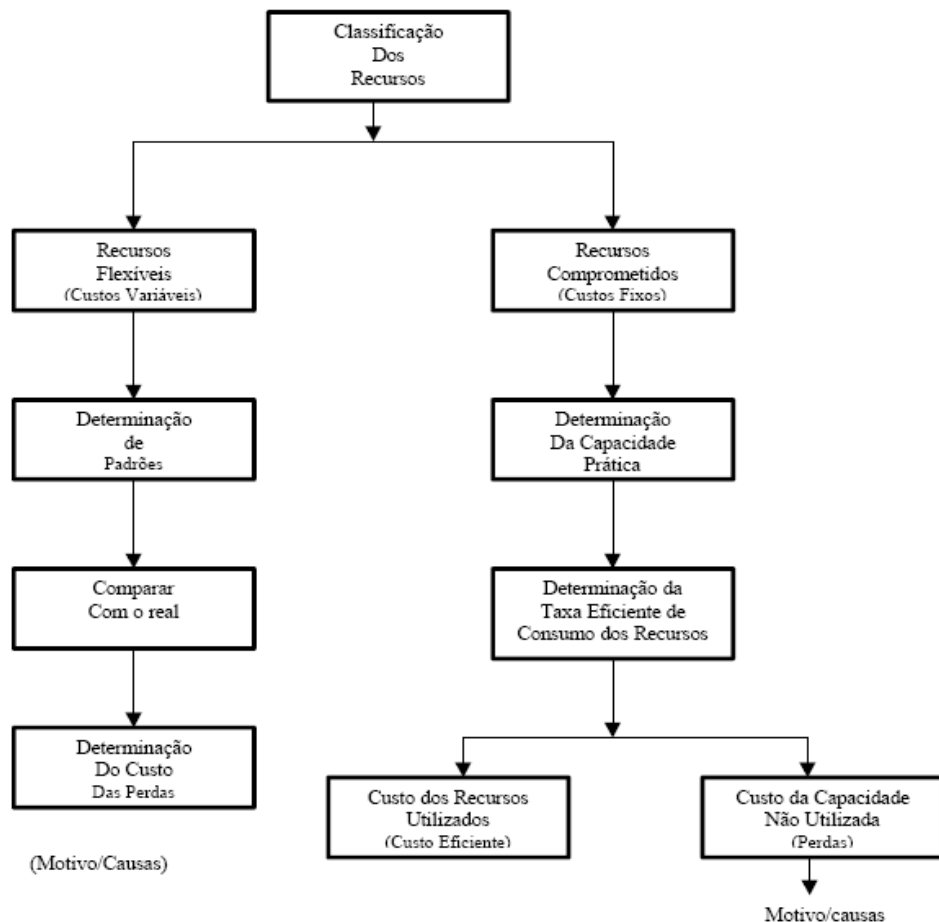 Classificação
Dos
Recursos
Recursos
Flexíveis
(Custos Variáveis)
Recursos
Comprometidos
(Custos Fixos)
Determinação
de
Padrões
Determinação
Da Capacidade
Prática
Comparar
Com o real
Determinação da
Taxa Eficiente de
Consumo dos Recursos
Determinação
Do Custo
Das Perdas
Custo dos Recursos
Utilizados
(Custo Eficiente)
Custo da Capacidade
Não Utilizada
(Perdas)
(Motivo/Causas)
Motivo/causas